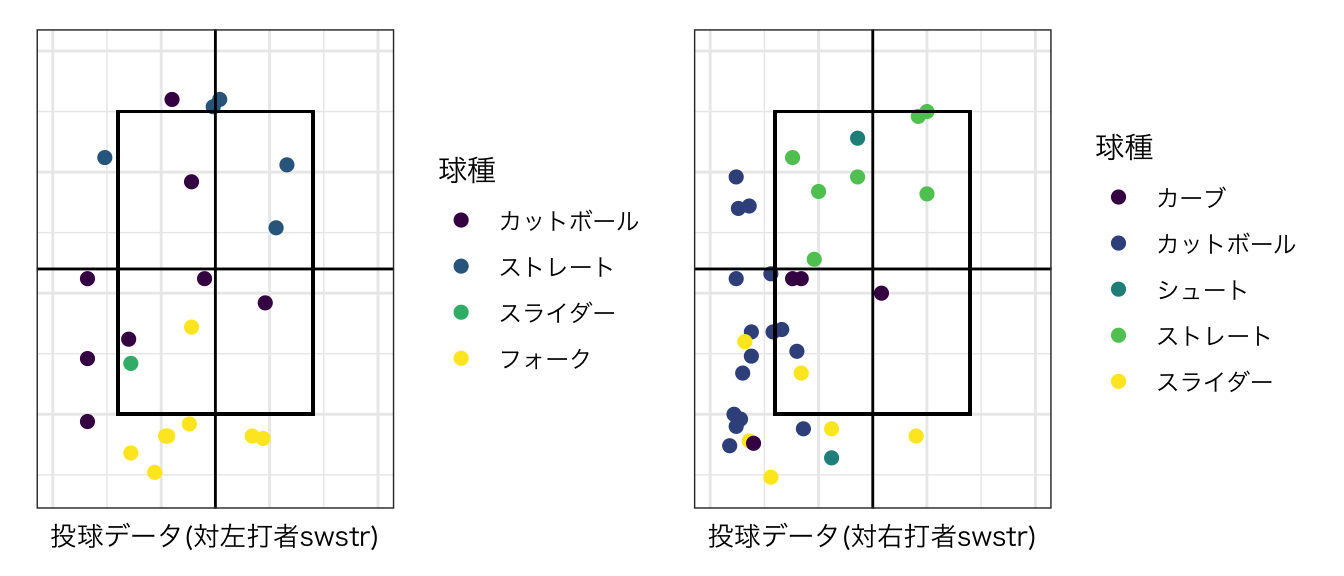 球種
カットボール
ストレート
スライダー
フォーク
投球データ(対左打者swstr)
球種
カーブ
カットボール
シュート
ストレート
スライダー
投球データ(対右打者swstr)